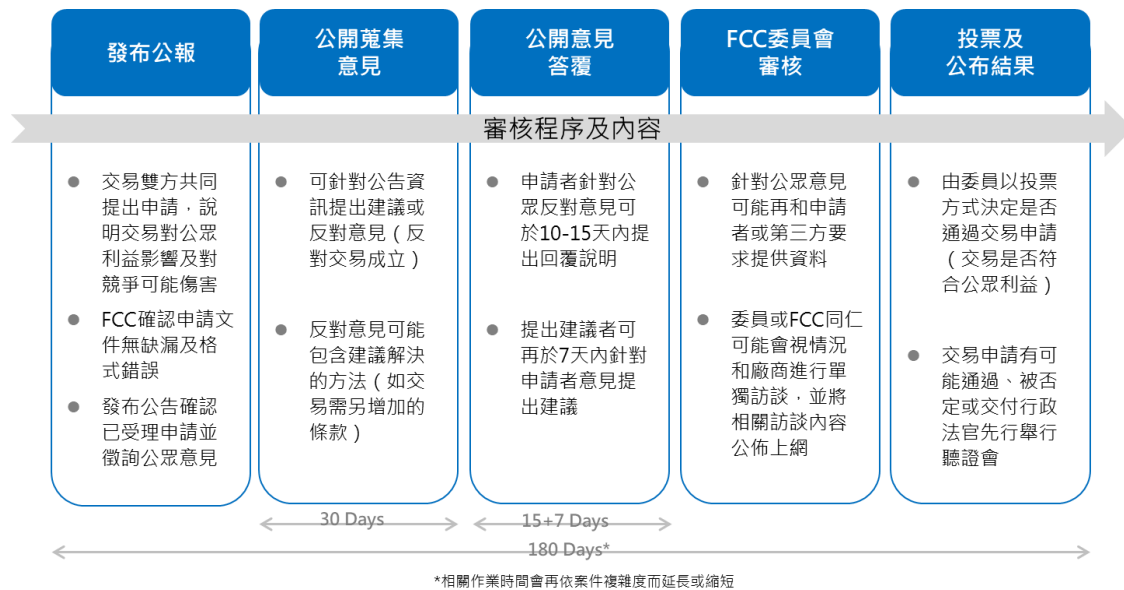 發布公報
公開蒐集
意見
公開意見
答覆
FCC委員會
審核
投票及
公布結果
審核程序及內容
● 交易雙方共同
提出申請，說
明交易對公眾
利益影響及對
競爭可能傷害
● FCC確認申請文
件無缺漏及格
式錯誤
● 發布公告確認
已受理申請並
徵詢公眾意見
● 可針對公告資
訊提出建議或
反對意見（反
對交易成立）
● 反對意見可能
包含建議解決
的方法（如交
易需另增加的
條款）
● 申請者針對公
眾反對意見可
於10-15天內提
出回覆說明
● 提出建議者可
再於7天內針對
申請者意見提
出建議
● 針對公眾意見
可能再和申請
者或第三方要
求提供資料
● 委員或FCC同仁
可能會視情況
和廠商進行單
獨訪談，並將
相關訪談內容
公佈上網
● 由委員以投票
方式決定是否
通過交易申請
（交易是否符
合公眾利益）
● 交易申請有可
能通過、被否
定或交付行政
法官先行舉行
聽證會
30 Days
15+7 Days
180 Days*
*相關作業時間會再依案件複雜度而延長或縮短